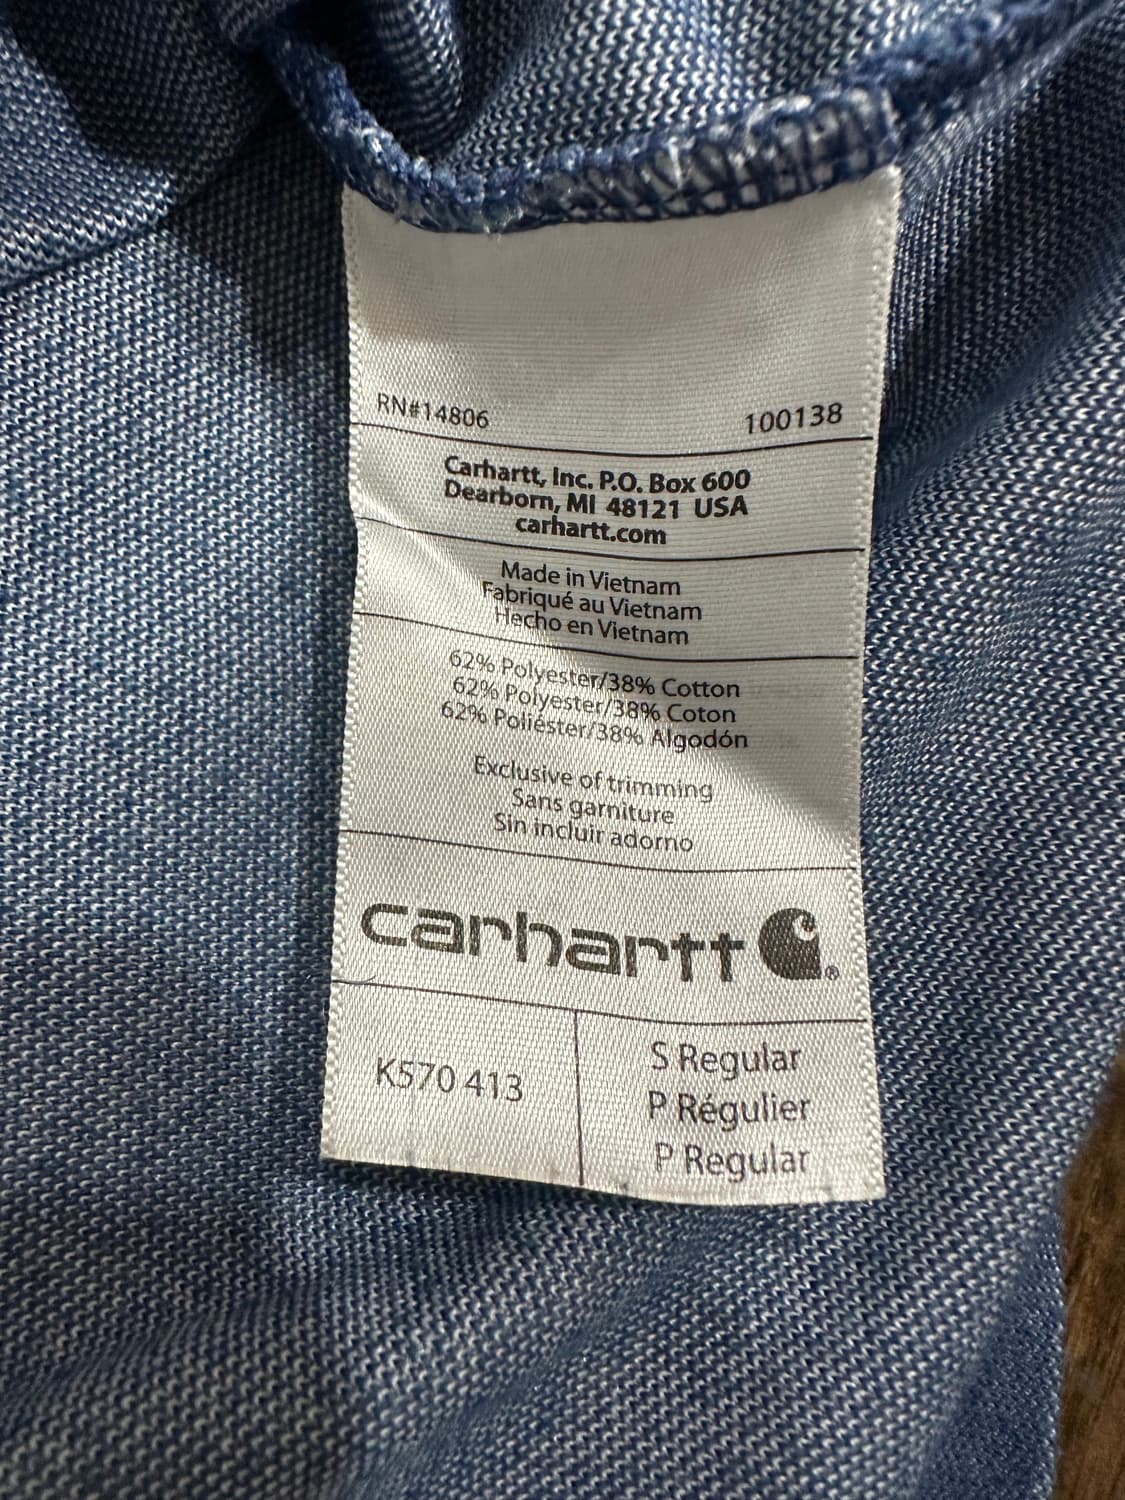 RN#14806 100138
Carhartt, Inc. P.O. Box 600
Dearborn, MI 48121 USA
carhartt.com
Made in Vietnam
Fabriqué au Vietnam
Hecho en Vietnam
62% Polyester/38% Cotton
62% Polyester/38% Coton
62% Poliéster/38% Algodón
Exclusive of trimming
Sans garniture
Sin incluir adorno
carhartt ®
K570 413
S Regular
P Régulier
P Regular